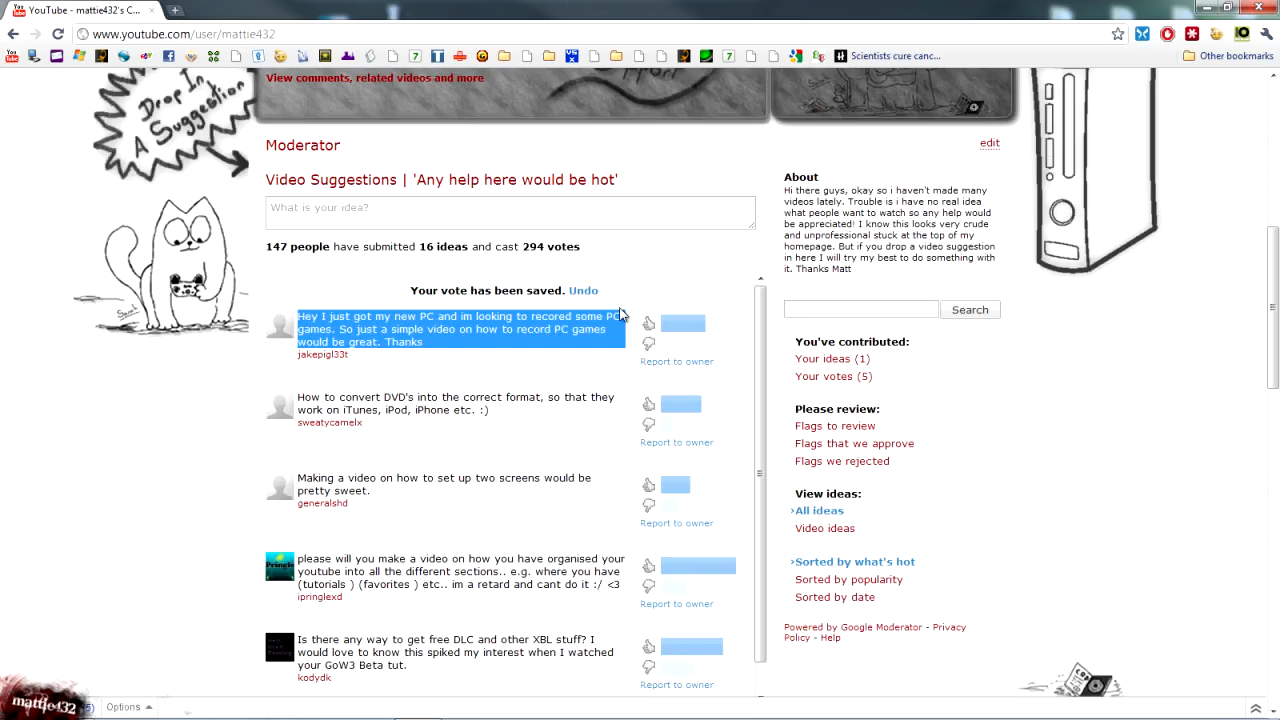 YouTube - mattie432's C...
www.youtube.com/user/mattie432
Scientists cure canc...
Other bookmarks
View comments, related videos and more
Drop In
A Suggestion
Moderator
edit
Video Suggestions | 'Any help here would be hot'
What is your idea?
147 people have submitted 16 ideas and cast 294 votes
Your vote has been saved. Undo
Hey I just got my new PC and im looking to recored some PC
games. So just a simple video on how to record PC games
would be great. Thanks
jakepigl33t
Report to owner
How to convert DVD's into the correct format, so that they
work on iTunes, iPod, iPhone etc. :)
sweatycamelx
Report to owner
Making a video on how to set up two screens would be
pretty sweet.
generalshd
Report to owner
please will you make a video on how you have organised your
youtube into all the different sections.. e.g. where you have
(tutorials ) (favorites ) etc.. im a retard and cant do it :/ <3
ipringlexd
Report to owner
Is there any way to get free DLC and other XBL stuff? I
would love to know this spiked my interest when I watched
your GoW3 Beta tut.
kodydk
Report to owner
About
Hi there guys, okay so i haven't made many
videos lately. Trouble is i have no real idea
what people want to watch so any help would
be appreciated! I know this looks very crude
and unprofessional stuck at the top of my
homepage. But if you drop a video suggestion
in here I will try my best to do something with
it. Thanks Matt
Search
You've contributed:
Your ideas (1)
Your votes (5)
Please review:
Flags to review
Flags that we approve
Flags we rejected
View ideas:
›All ideas
Video ideas
›Sorted by what's hot
Sorted by popularity
Sorted by date
Powered by Google Moderator - Privacy
Policy - Help
mattie432
Options